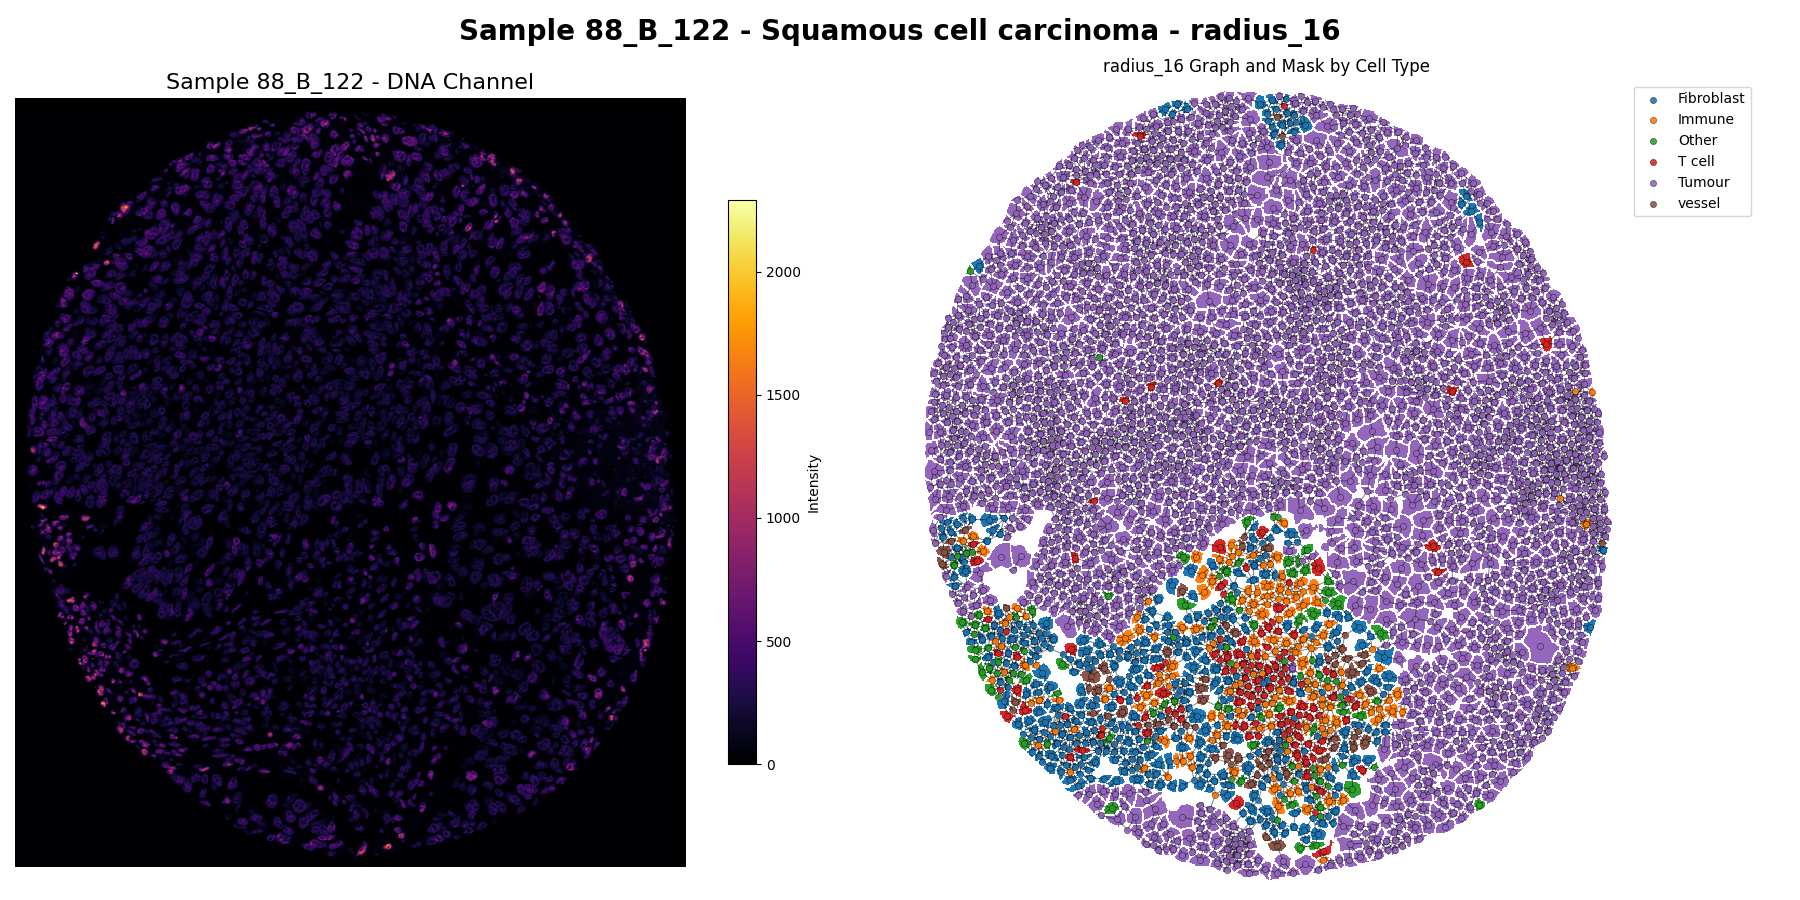 Sample 88_B_122 - Squamous cell carcinoma - radius_16
Sample 88_B_122 - DNA Channel
radius_16 Graph and Mask by Cell Type
Fibroblast
Immune
Other
T cell
Tumour
vessel
2000
1500
1000
500
0
Intensity